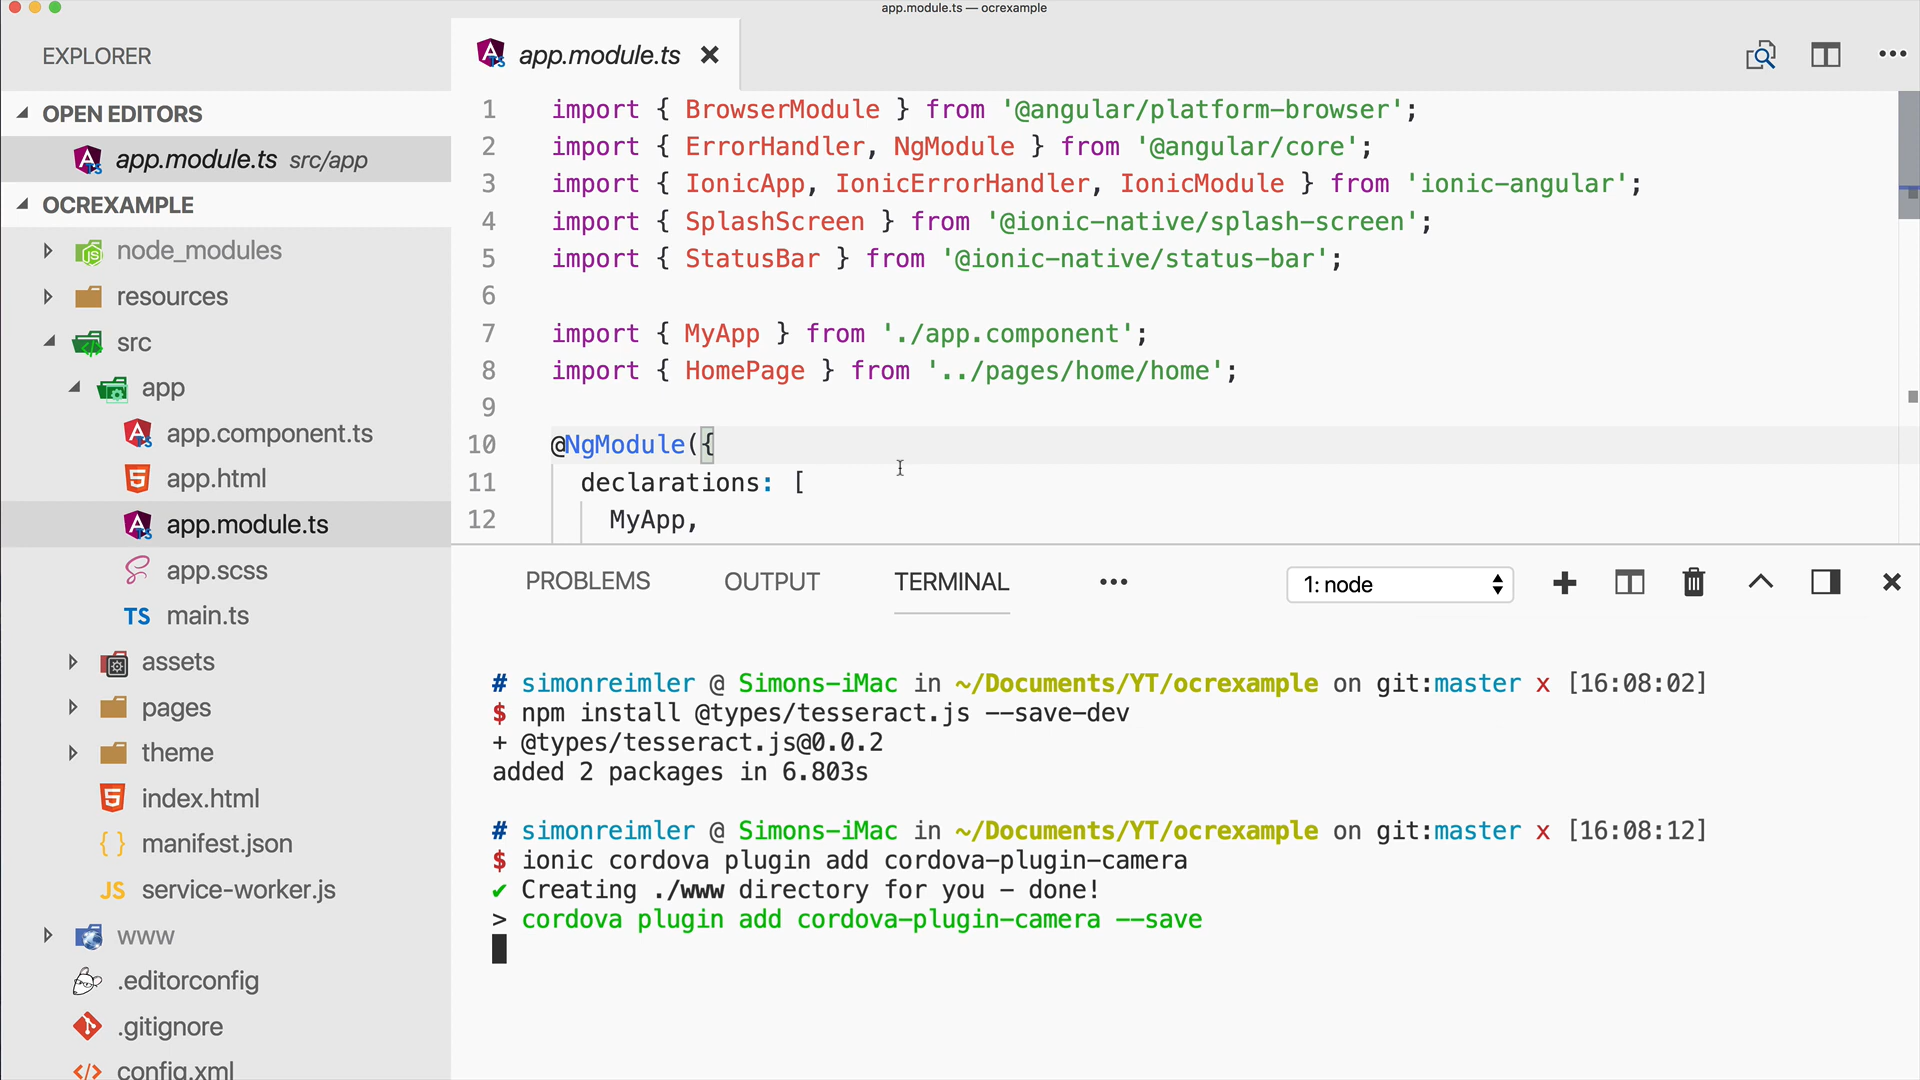 app.module.ts — ocrexample
EXPLORER
OPEN EDITORS
app.module.ts src/app
OCREXAMPLE
node_modules
resources
src
app
app.component.ts
app.html
app.module.ts
app.scss
TS main.ts
assets
pages
theme
index.html
{ } manifest.json
JS service-worker.js
www
.editorconfig
.gitignore
config.xml
app.module.ts
1 import { BrowserModule } from '@angular/platform-browser';
2 import { ErrorHandler, NgModule } from '@angular/core';
3 import { IonicApp, IonicErrorHandler, IonicModule } from 'ionic-angular';
4 import { SplashScreen } from '@ionic-native/splash-screen';
5 import { StatusBar } from '@ionic-native/status-bar';
6
7 import { MyApp } from './app.component';
8 import { HomePage } from '../pages/home/home';
9
10 @NgModule({
11 declarations: [
12 MyApp,
PROBLEMS OUTPUT TERMINAL ••• 1: node
# simonreimler @ Simons-iMac in ~/Documents/YT/ocrexample on git:master x [16:08:02]
$ npm install @types/tesseract.js --save-dev
+ @types/tesseract.js@0.0.2
added 2 packages in 6.803s
# simonreimler @ Simons-iMac in ~/Documents/YT/ocrexample on git:master x [16:08:12]
$ ionic cordova plugin add cordova-plugin-camera
✔ Creating ./www directory for you - done!
> cordova plugin add cordova-plugin-camera --save